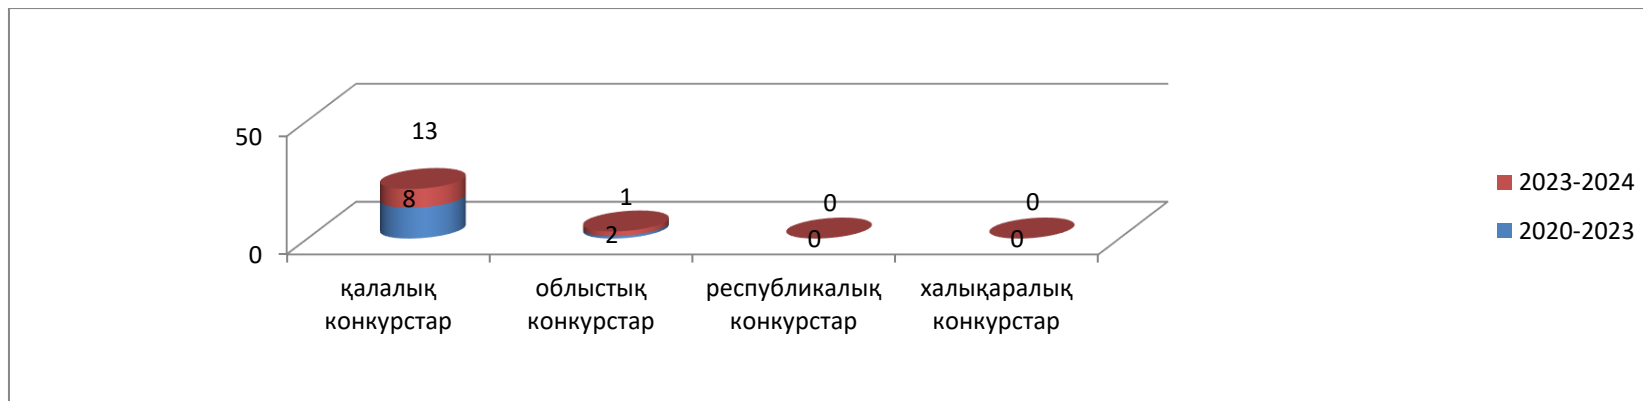 50
0
13
8
1
2
0
0
0
0
қалалық
конкурстар
облыстық
конкурстар
республикалық
конкурстар
халықаралық
конкурстар
2023-2024
2020-2023